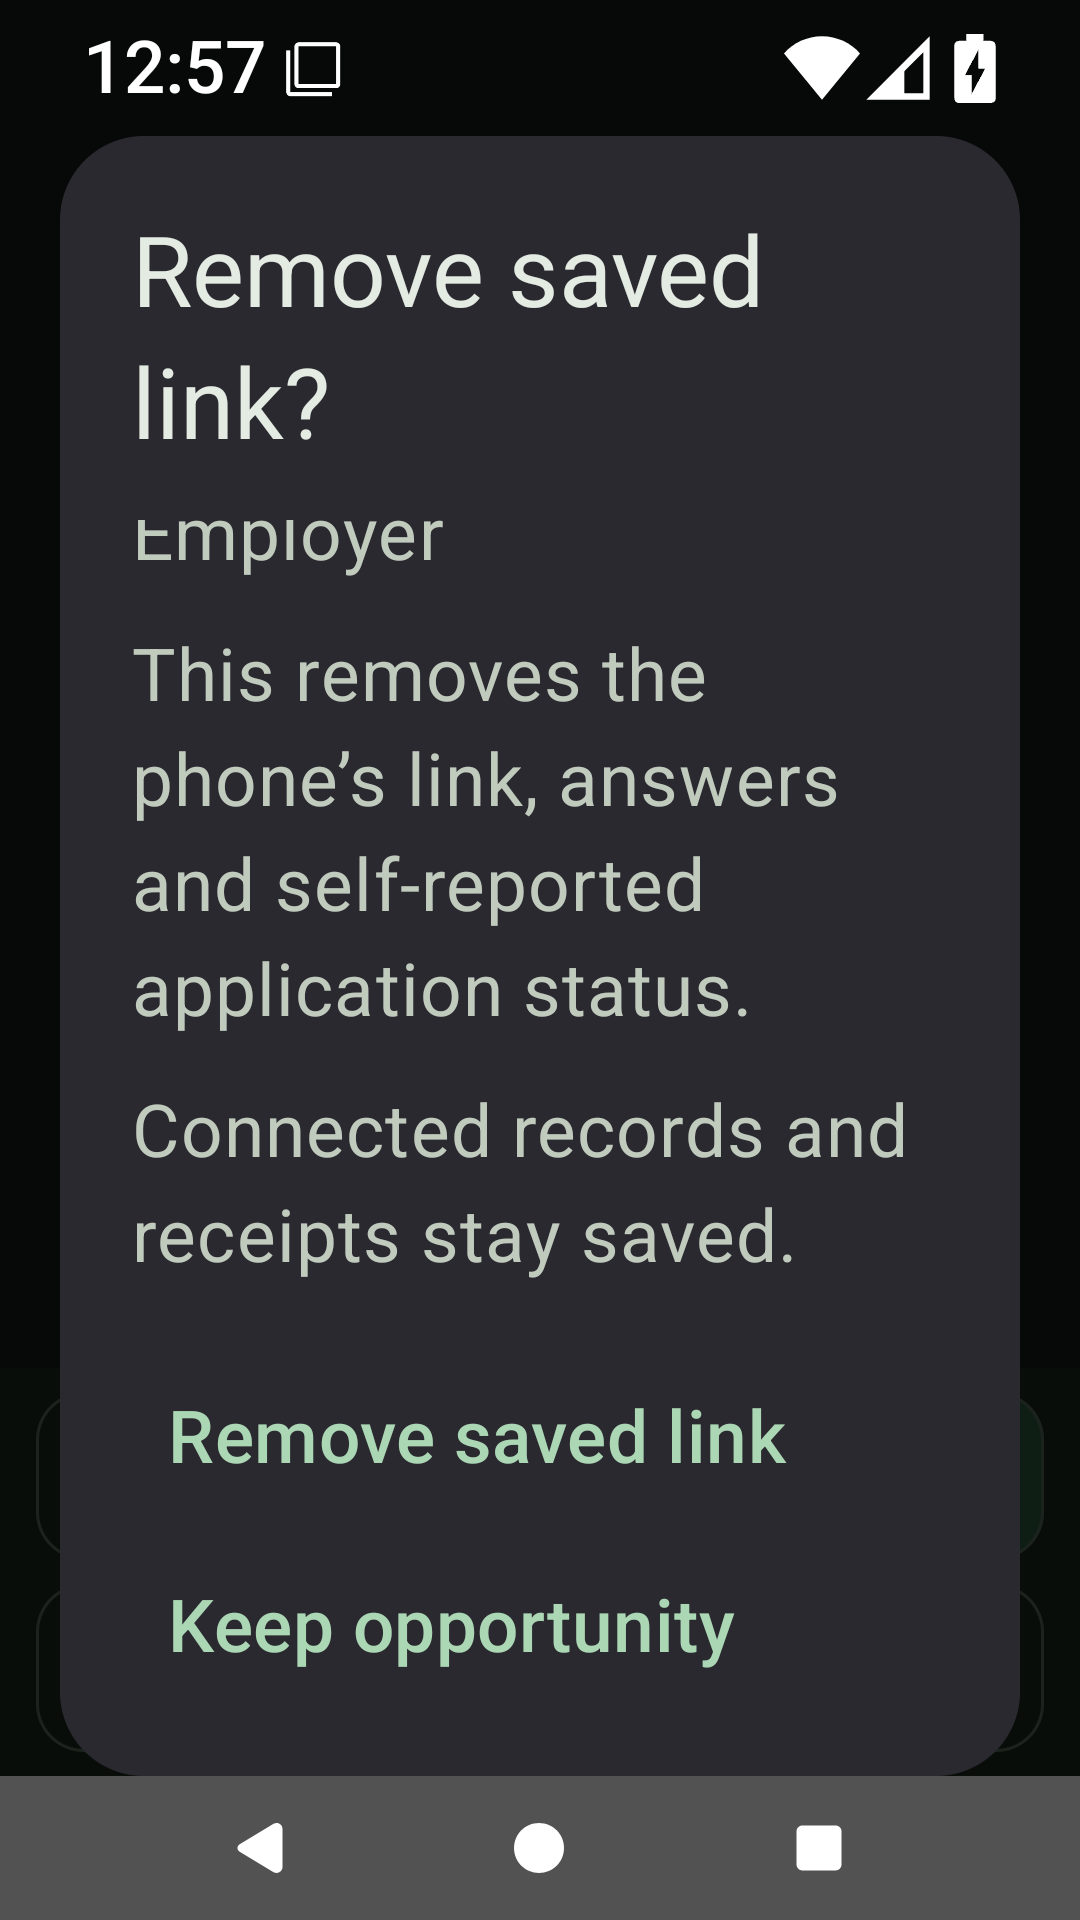 12:57
Remove saved
link?
Employer
This removes the
phone’s link, answers
and self-reported
application status.
Connected records and
receipts stay saved.
Remove saved link
Keep opportunity